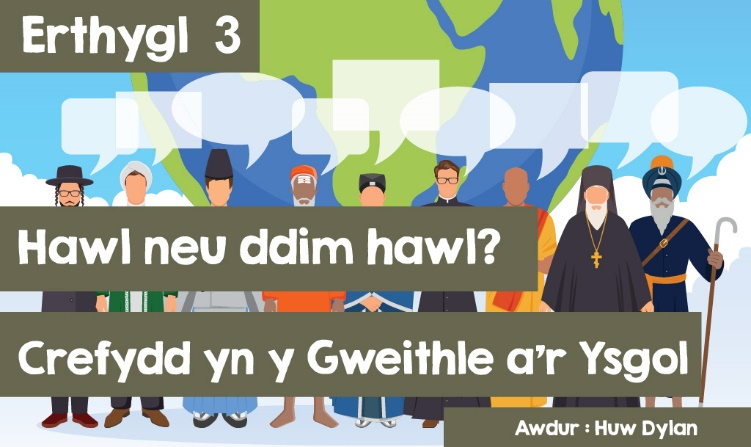 Erthygl 3
Hawl neu ddim hawl?
Crefydd yn y Gweithle a'r Ysgol
Awdur : Huw Dylan